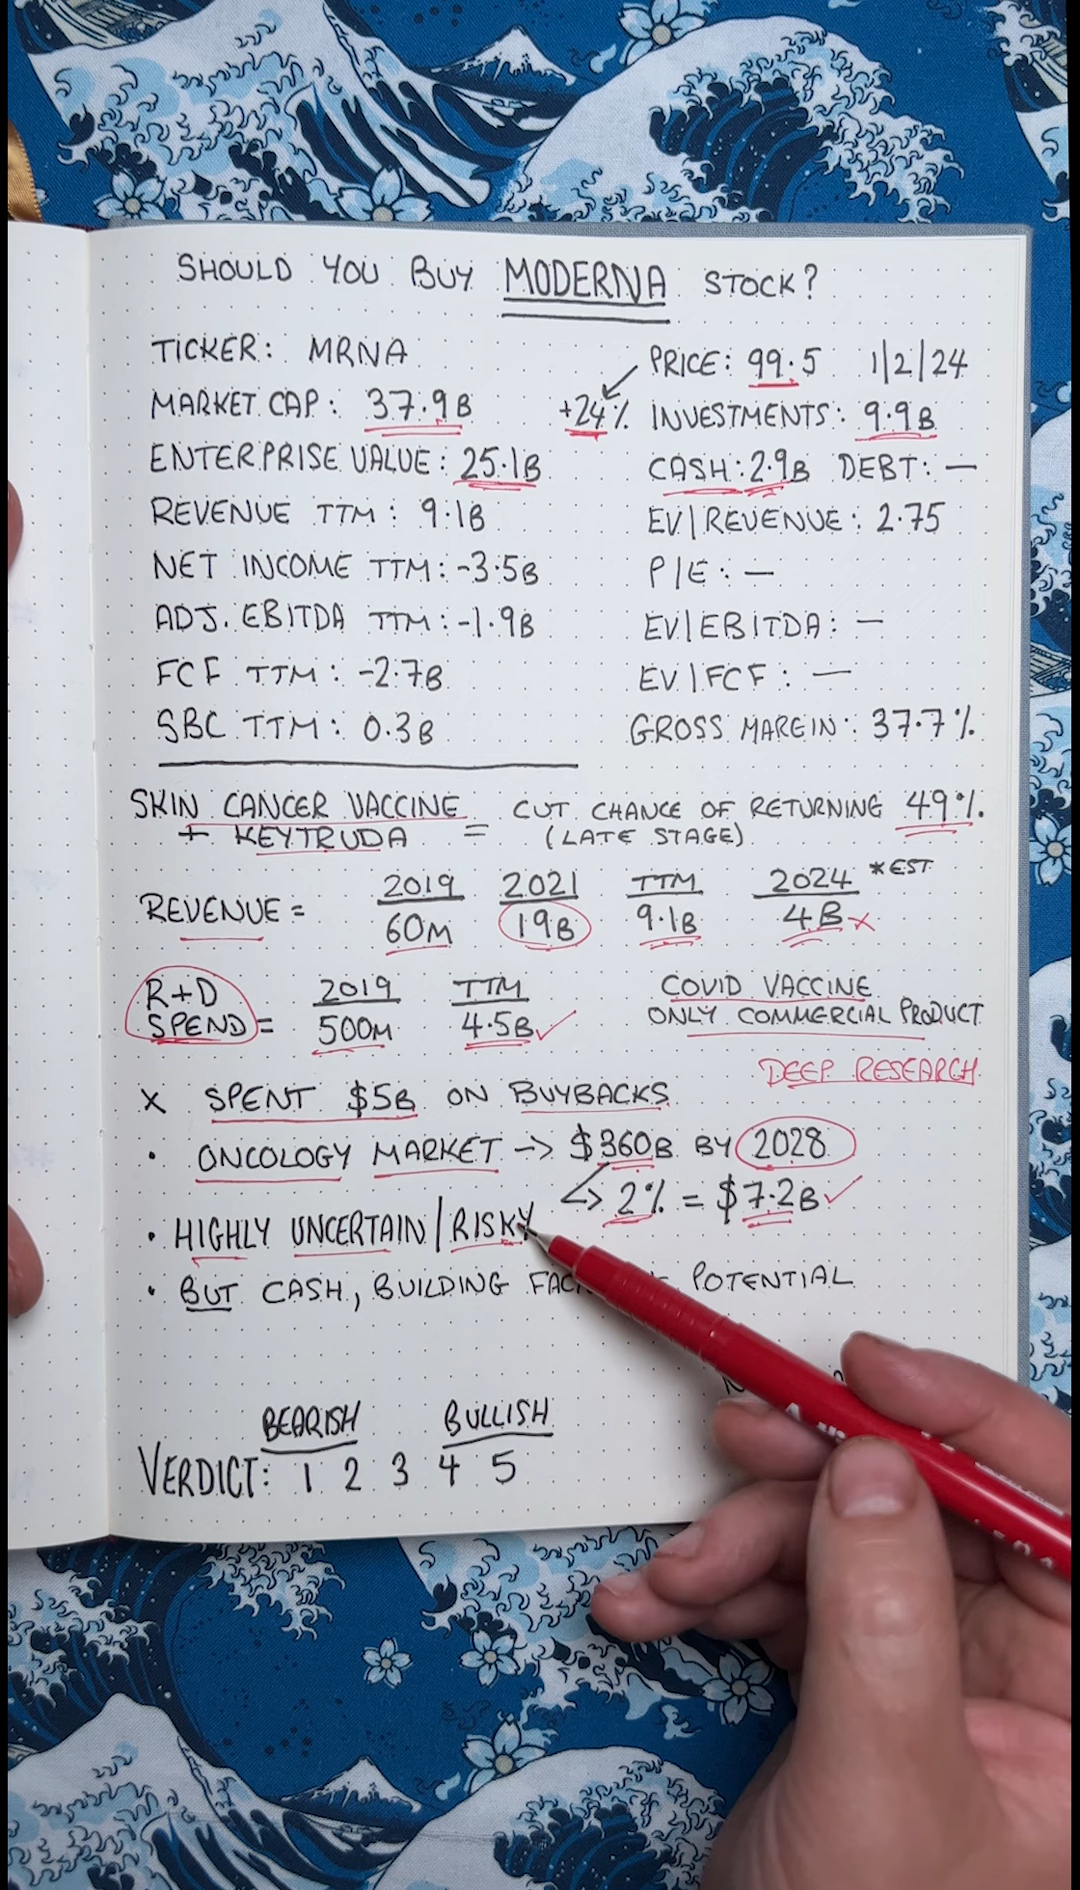 SHOULD YOU BUY MODERNA STOCK?
TICKER: MRNA
PRICE: 99.5 1/2/24
MARKET CAP: 37.9B
+24% INVESTMENTS: 9.9B
ENTERPRISE VALUE: 25.1B
CASH: 2.9B DEBT: —
REVENUE TTM: 9.1B
EV/REVENUE: 2.75
NET INCOME TTM: -3.5B
P/E: —
ADJ. EBITDA TTM: -1.9B
EV/EBITDA: —
FCF TTM: -2.7B
EV/FCF: —
SBC TTM: 0.3B
GROSS MARGIN: 37.7%
SKIN CANCER VACCINE
+ KEYTRUDA =
CUT CHANCE OF RETURNING 49%.
(LATE STAGE)
REVENUE =
2019 2021 TTM 2024 *EST
60M 19B 9.1B 4B x
R+D
SPEND =
2019 TTM
500M 4.5B ✓
COVID VACCINE
ONLY COMMERCIAL PRODUCT
DEEP RESEARCH
X SPENT $5B ON BUYBACKS
• ONCOLOGY MARKET -> $360B BY 2028
↳ 2% = $7.2B ✓
• HIGHLY UNCERTAIN/RISKY
• BUT CASH, BUILDING POTENTIAL
BEARISH BULLISH
VERDICT: 1 2 3 4 5